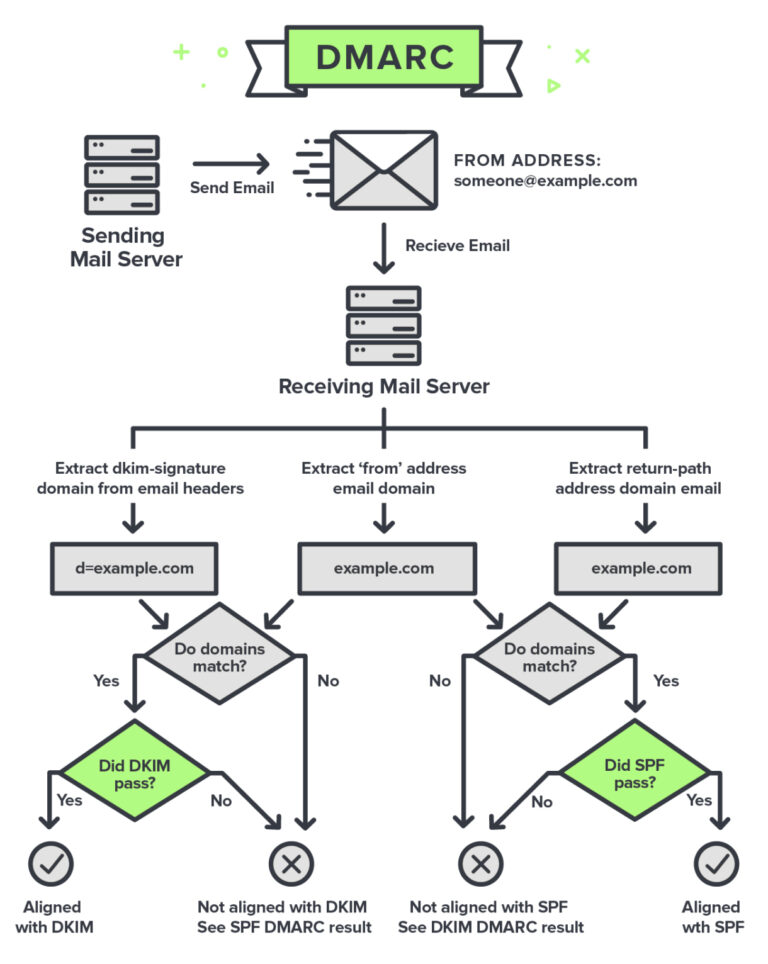 DMARC
Send Email
FROM ADDRESS:
someone@example.com
Sending
Mail Server
Recieve Email
Receiving Mail Server
Extract dkim-signature
domain from email headers
Extract ‘from’ address
email domain
Extract return-path
address domain email
d=example.com
example.com
example.com
Do domains
match?
Do domains
match?
Yes
No
No
Yes
Did DKIM
pass?
Did SPF
pass?
Yes
No
No
Yes
Aligned
with DKIM
Not aligned with DKIM
See SPF DMARC result
Not aligned with SPF
See DKIM DMARC result
Aligned
wth SPF